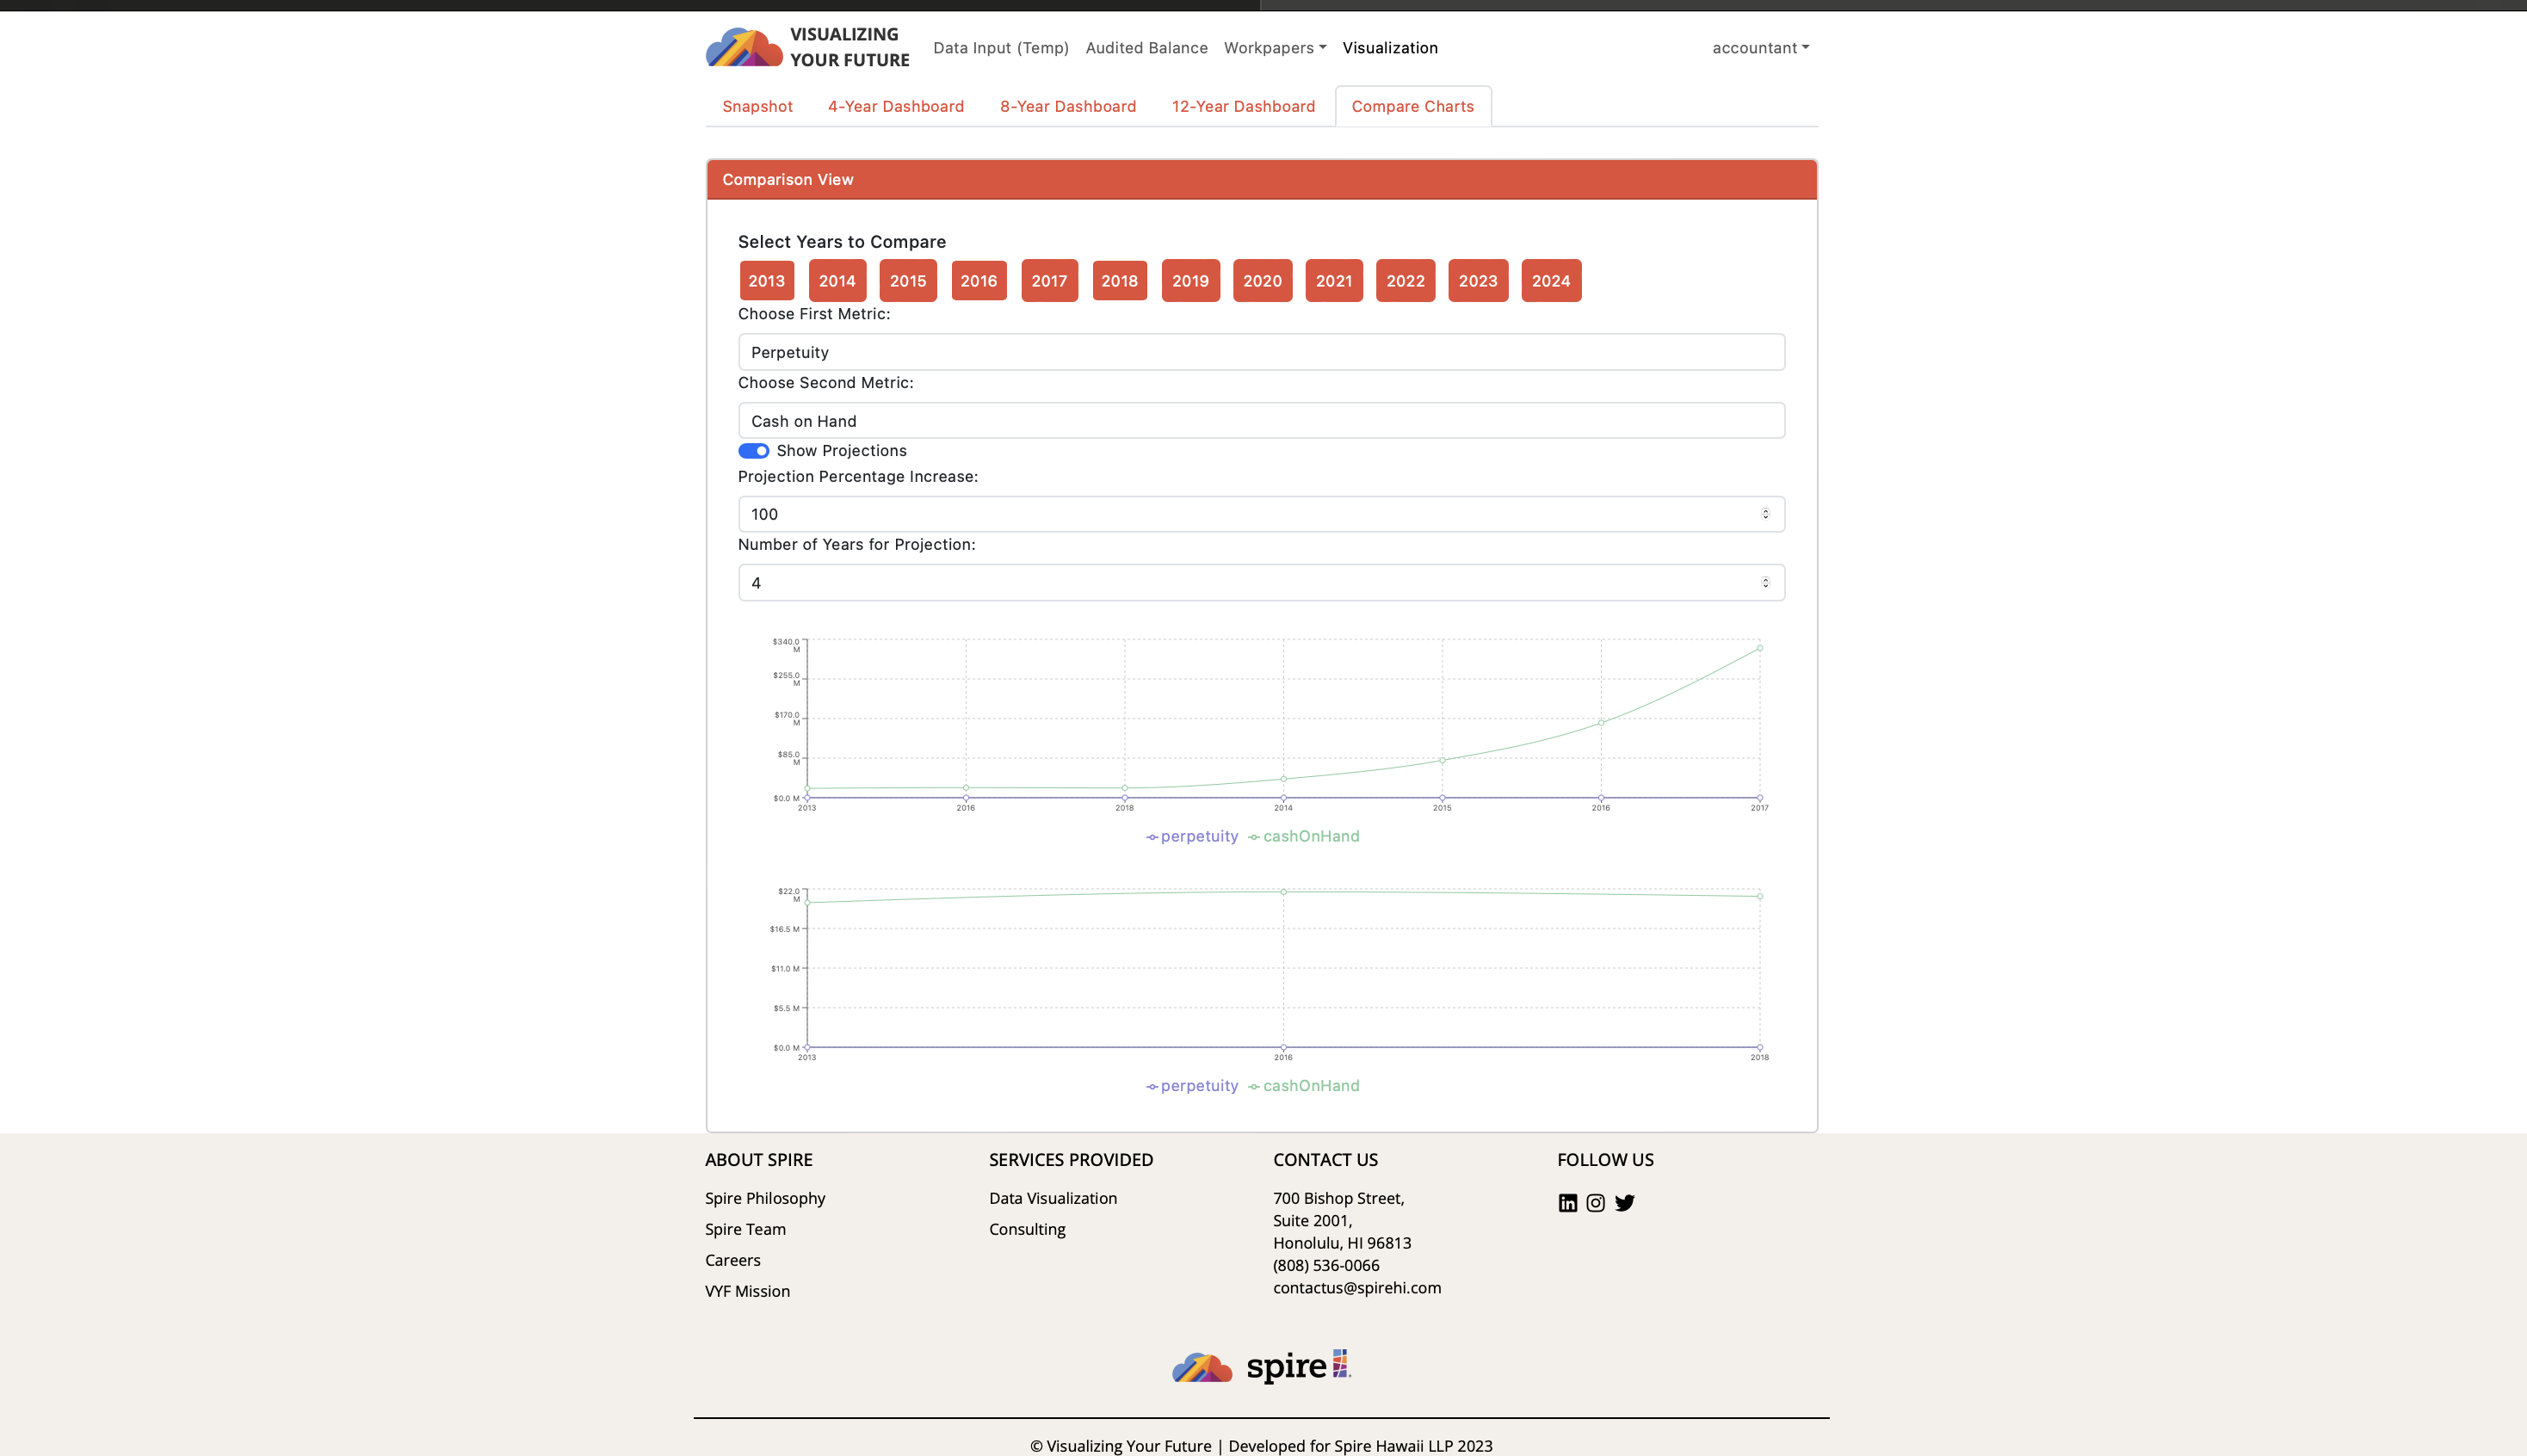 VISUALIZING
YOUR FUTURE
Data Input (Temp) Audited Balance Workpapers Visualization accountant
Snapshot 4-Year Dashboard 8-Year Dashboard 12-Year Dashboard Compare Charts
Comparison View
Select Years to Compare
2013 2014 2015 2016 2017 2018 2019 2020 2021 2022 2023 2024
Choose First Metric:
Perpetuity
Choose Second Metric:
Cash on Hand
Show Projections
Projection Percentage Increase:
100
Number of Years for Projection:
4
$340.0
M
$255.0
M
$170.0
M
$85.0
M
$0.0 M
2013 2016 2018 2014 2015 2016 2017
perpetuity cashOnHand
$22.0
M
$16.5 M
$11.0 M
$5.5 M
$0.0 M
2013 2016 2018
perpetuity cashOnHand
ABOUT SPIRE
Spire Philosophy
Spire Team
Careers
VYF Mission
SERVICES PROVIDED
Data Visualization
Consulting
CONTACT US
700 Bishop Street,
Suite 2001,
Honolulu, HI 96813
(808) 536-0066
contactus@spirehi.com
FOLLOW US
in
spire
© Visualizing Your Future | Developed for Spire Hawaii LLP 2023